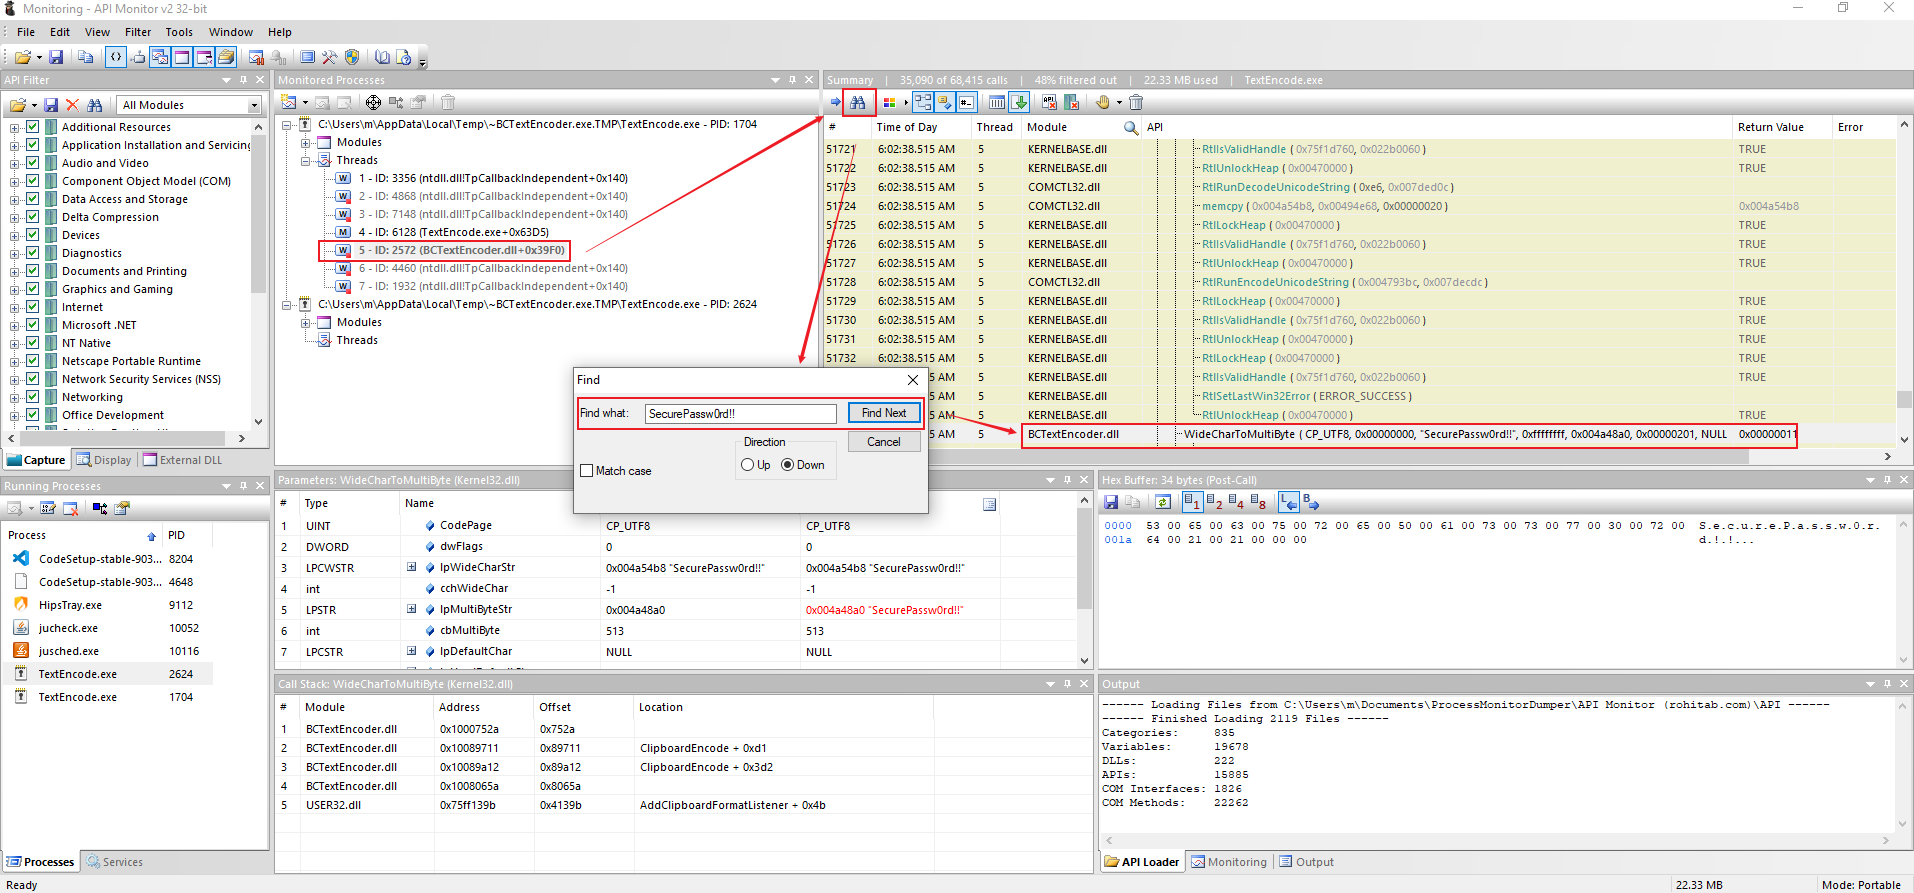 Monitoring - API Monitor v2 32-bit
File Edit View Filter Tools Window Help
API Filter
All Modules
Additional Resources
Application Installation and Servicing
Audio and Video
Component Object Model (COM)
Data Access and Storage
Delta Compression
Devices
Diagnostics
Documents and Printing
Graphics and Gaming
Internet
Microsoft .NET
NT Native
Netscape Portable Runtime
Network Security Services (NSS)
Networking
Office Development
Capture Display External DLL
Monitored Processes
C:\Users\m\AppData\Local\Temp\~BCTextEncoder.exe.TMP\TextEncode.exe - PID: 1704
Modules
Threads
1 - ID: 3356 (ntdll.dll!TpCallbackIndependent+0x140)
2 - ID: 4868 (ntdll.dll!TpCallbackIndependent+0x140)
3 - ID: 7148 (ntdll.dll!TpCallbackIndependent+0x140)
4 - ID: 6128 (TextEncode.exe+0x63D5)
5 - ID: 2572 (BCTextEncoder.dll+0x39F0)
6 - ID: 4460 (ntdll.dll!TpCallbackIndependent+0x140)
7 - ID: 1932 (ntdll.dll!TpCallbackIndependent+0x140)
C:\Users\m\AppData\Local\Temp\~BCTextEncoder.exe.TMP\TextEncode.exe - PID: 2624
Modules
Threads
Summary | 35,090 of 68,415 calls | 48% filtered out | 22.33 MB used | TextEncode.exe
# Time of Day Thread Module API Return Value Error
51721 6:02:38.515 AM 5 KERNELBASE.dll RtlIsValidHandle ( 0x75f1d760, 0x022b0060 ) TRUE
51722 6:02:38.515 AM 5 KERNELBASE.dll RtlUnlockHeap ( 0x00470000 ) TRUE
51723 6:02:38.515 AM 5 COMCTL32.dll RtlRunDecodeUnicodeString ( 0xe6, 0x007ded0c )
51724 6:02:38.515 AM 5 COMCTL32.dll memcpy ( 0x004a54b8, 0x00494e68, 0x00000020 ) 0x004a54b8
51725 6:02:38.515 AM 5 KERNELBASE.dll RtlLockHeap ( 0x00470000 ) TRUE
51726 6:02:38.515 AM 5 KERNELBASE.dll RtlIsValidHandle ( 0x75f1d760, 0x022b0060 ) TRUE
51727 6:02:38.515 AM 5 KERNELBASE.dll RtlUnlockHeap ( 0x00470000 ) TRUE
51728 6:02:38.515 AM 5 COMCTL32.dll RtlRunEncodeUnicodeString ( 0x004793bc, 0x007decdc )
51729 6:02:38.515 AM 5 KERNELBASE.dll RtlLockHeap ( 0x00470000 ) TRUE
51730 6:02:38.515 AM 5 KERNELBASE.dll RtlIsValidHandle ( 0x75f1d760, 0x022b0060 ) TRUE
51731 6:02:38.515 AM 5 KERNELBASE.dll RtlUnlockHeap ( 0x00470000 ) TRUE
51732 6:02:38.515 AM 5 KERNELBASE.dll RtlLockHeap ( 0x00470000 ) TRUE
5 AM 5 KERNELBASE.dll RtlIsValidHandle ( 0x75f1d760, 0x022b0060 ) TRUE
5 AM 5 KERNELBASE.dll RtlSetLastWin32Error ( ERROR_SUCCESS )
5 AM 5 KERNELBASE.dll RtlUnlockHeap ( 0x00470000 ) TRUE
5 AM 5 BCTextEncoder.dll WideCharToMultiByte ( CP_UTF8, 0x00000000, "SecurePassw0rd!!", 0xffffffff, 0x004a48a0, 0x00000201, NULL 0x00000011
Find
Find what: SecurePassw0rd!! Find Next
Direction Cancel
Match case Up Down
Running Processes
Process PID
CodeSetup-stable-903... 8204
CodeSetup-stable-903... 4648
HipsTray.exe 9112
jucheck.exe 10052
jusched.exe 10116
TextEncode.exe 2624
TextEncode.exe 1704
Processes Services
Parameters: WideCharToMultiByte (Kernel32.dll)
# Type Name
1 UINT CodePage CP_UTF8 CP_UTF8
2 DWORD dwFlags 0 0
3 LPCWSTR lpWideCharStr 0x004a54b8 "SecurePassw0rd!!" 0x004a54b8 "SecurePassw0rd!!"
4 int cchWideChar -1 -1
5 LPSTR lpMultiByteStr 0x004a48a0 0x004a48a0 "SecurePassw0rd!!"
6 int cbMultiByte 513 513
7 LPCSTR lpDefaultChar NULL NULL
Call Stack: WideCharToMultiByte (Kernel32.dll)
# Module Address Offset Location
1 BCTextEncoder.dll 0x1000752a 0x752a
2 BCTextEncoder.dll 0x10089711 0x89711 ClipboardEncode + 0xd1
3 BCTextEncoder.dll 0x10089a12 0x89a12 ClipboardEncode + 0x3d2
4 BCTextEncoder.dll 0x1008065a 0x8065a
5 USER32.dll 0x75ff139b 0x4139b AddClipboardFormatListener + 0x4b
Hex Buffer: 34 bytes (Post-Call)
1 2 4 8 L B
0000 53 00 65 00 63 00 75 00 72 00 65 00 50 00 61 00 73 00 73 00 77 00 30 00 72 00 S.e.c.u.r.e.P.a.s.s.w.0.r.
001a 64 00 21 00 21 00 00 00 d.!.!...
Output
------ Loading Files from C:\Users\m\Documents\ProcessMonitorDumper\API Monitor (rohitab.com)\API ------
------ Finished Loading 2119 Files ------
Categories: 835
Variables: 19678
DLLs: 222
APIs: 15885
COM Interfaces: 1826
COM Methods: 22262
API Loader Monitoring Output
Ready 22.33 MB Mode: Portable